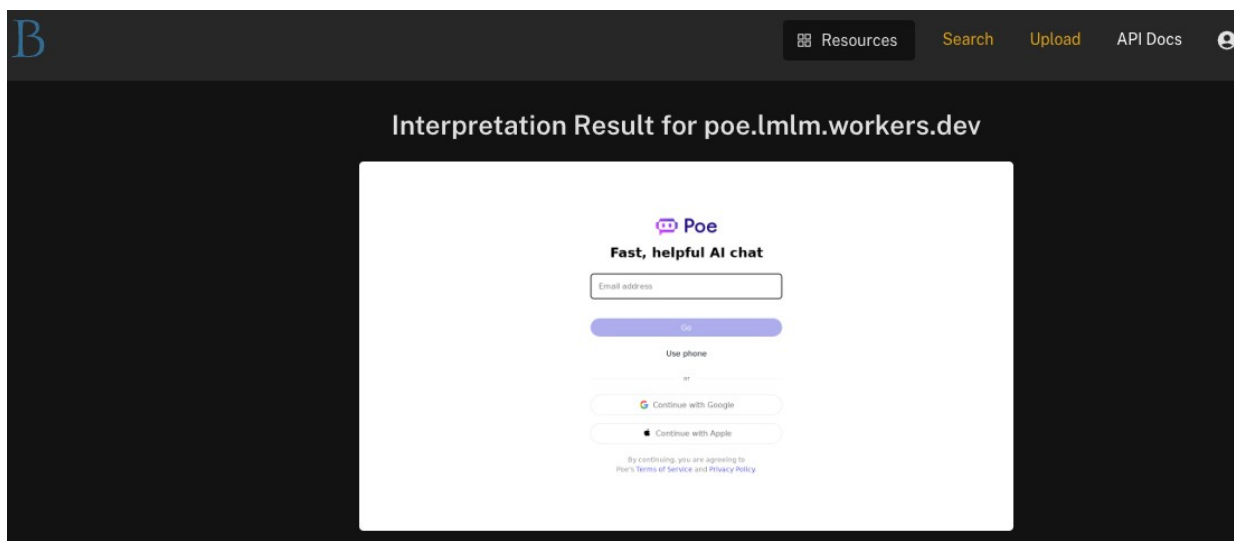 B
Resources Search Upload API Docs
Interpretation Result for poe.lmlm.workers.dev
Poe
Fast, helpful AI chat
Email address
Go
Use phone
or
Continue with Google
Continue with Apple
By continuing, you are agreeing to
Poe's Terms of Service and Privacy Policy.